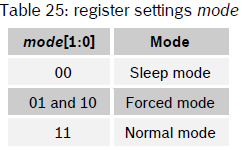 Table 25: register settings mode
mode[1:0] Mode
00 Sleep mode
01 and 10 Forced mode
11 Normal mode